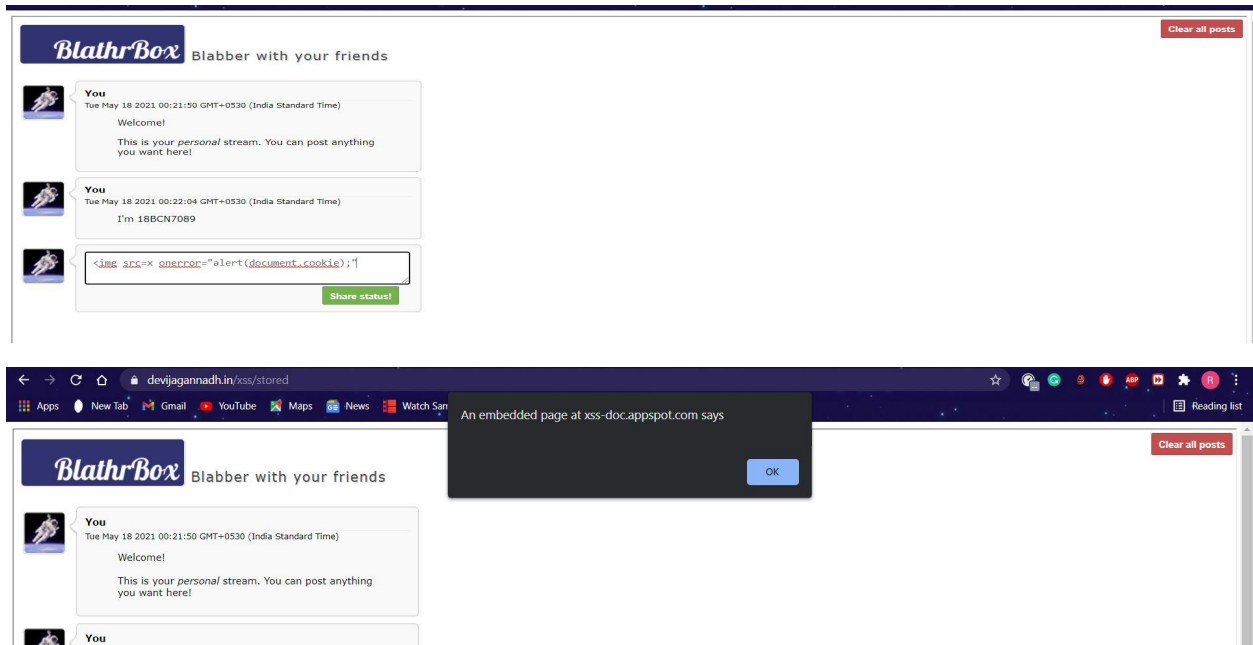 Clear all posts
BlathrBox Blabber with your friends
You
Tue May 18 2021 00:21:50 GMT+0530 (India Standard Time)
Welcome!
This is your personal stream. You can post anything
you want here!
You
Tue May 18 2021 00:22:04 GMT+0530 (India Standard Time)
I'm 18BCN7089
<img src=x onerror="alert(document.cookie);"
Share status!
devijagannadh.in/xss/stored
ABP
R
Apps New Tab Gmail YouTube Maps News Watch Sam
Reading list
An embedded page at xss-doc.appspot.com says
OK
Clear all posts
BlathrBox Blabber with your friends
You
Tue May 18 2021 00:21:50 GMT+0530 (India Standard Time)
Welcome!
This is your personal stream. You can post anything
you want here!
You